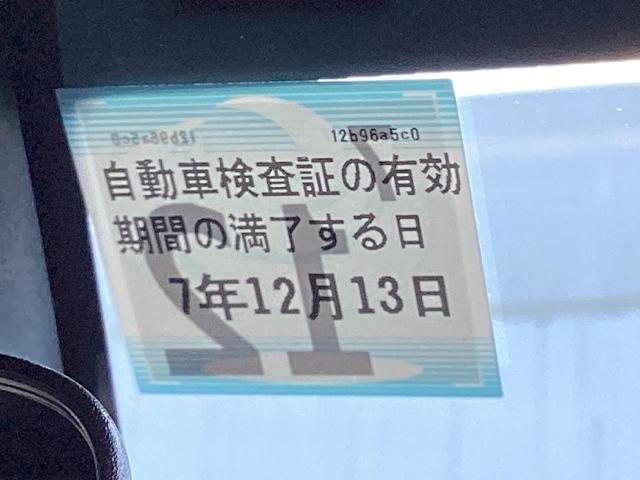 12b96a5c0
自動車検査証の有効
期間の満了する日
7年12月13日
12